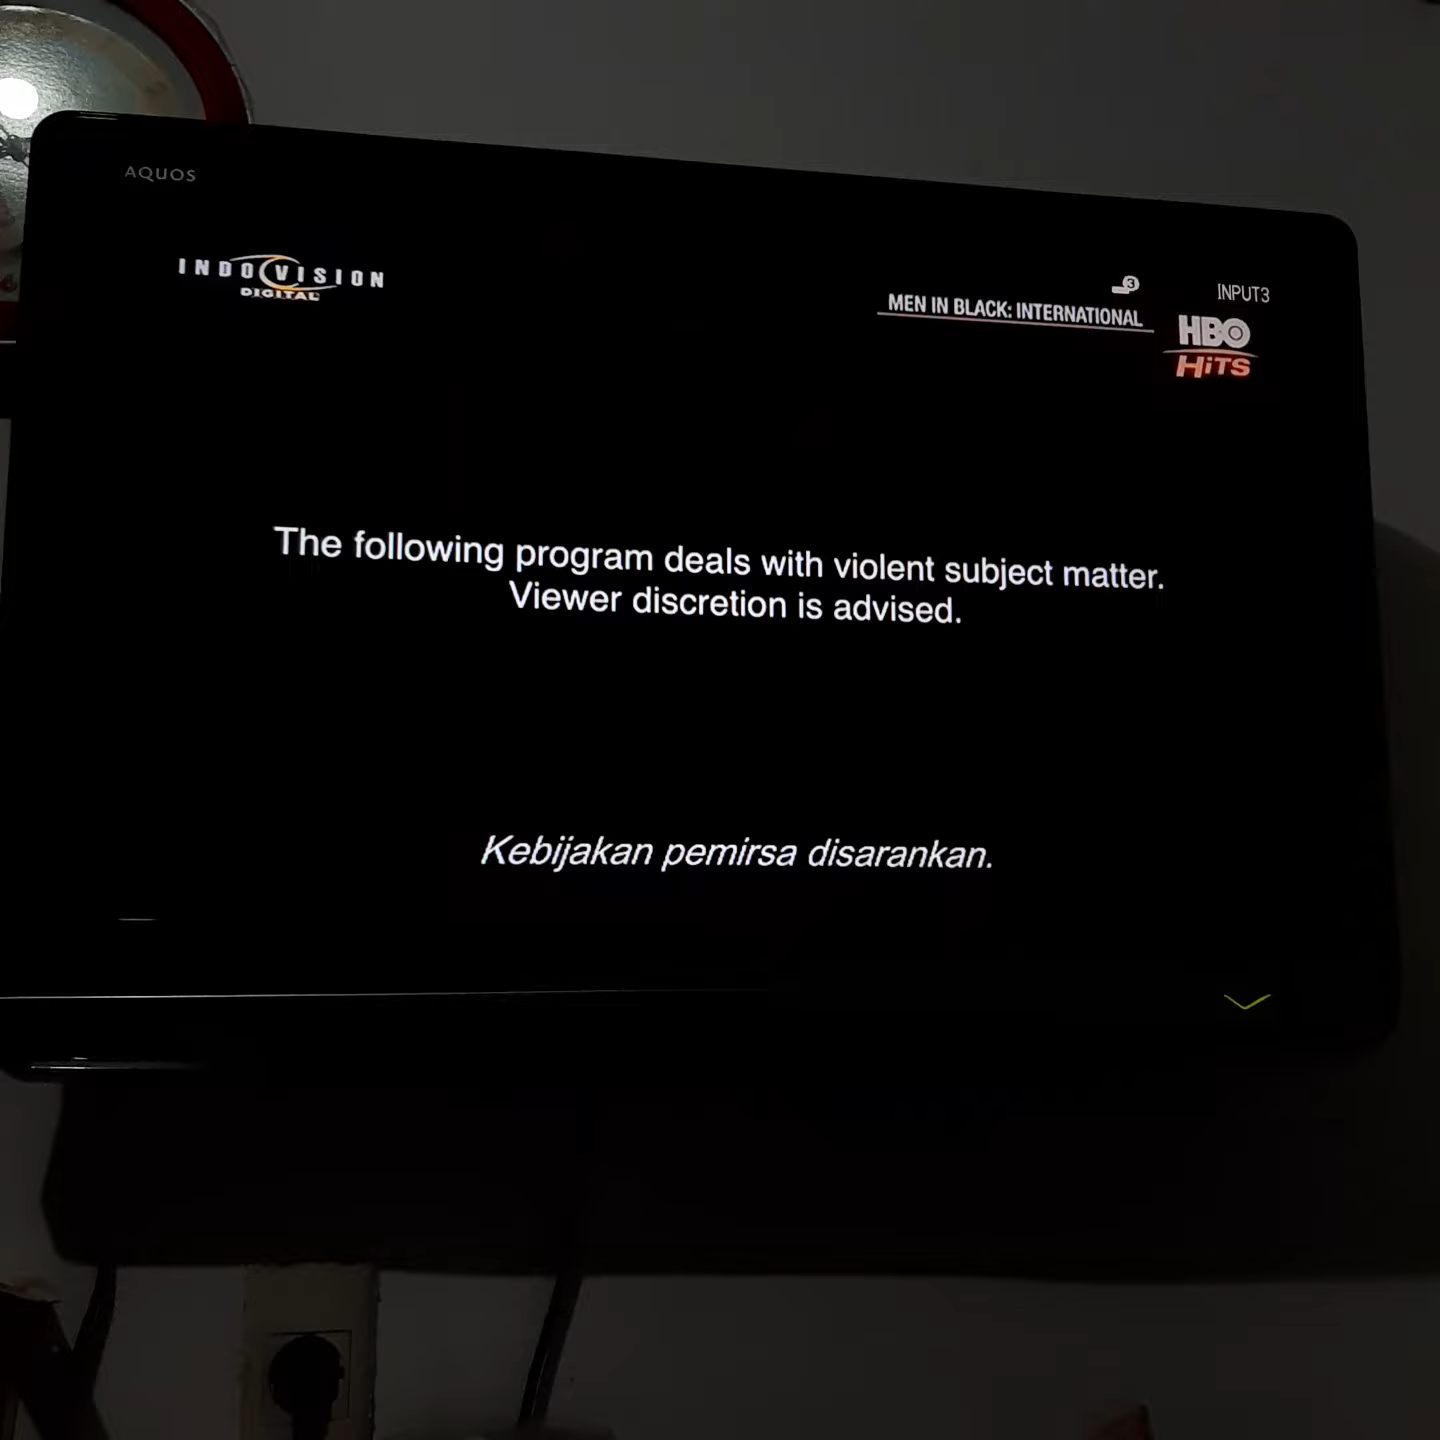 AQUOS
INDOVISION
DIGITAL
3
INPUT3
MEN IN BLACK: INTERNATIONAL
HBO
HiTS
The following program deals with violent subject matter.
Viewer discretion is advised.
Kebijakan pemirsa disarankan.